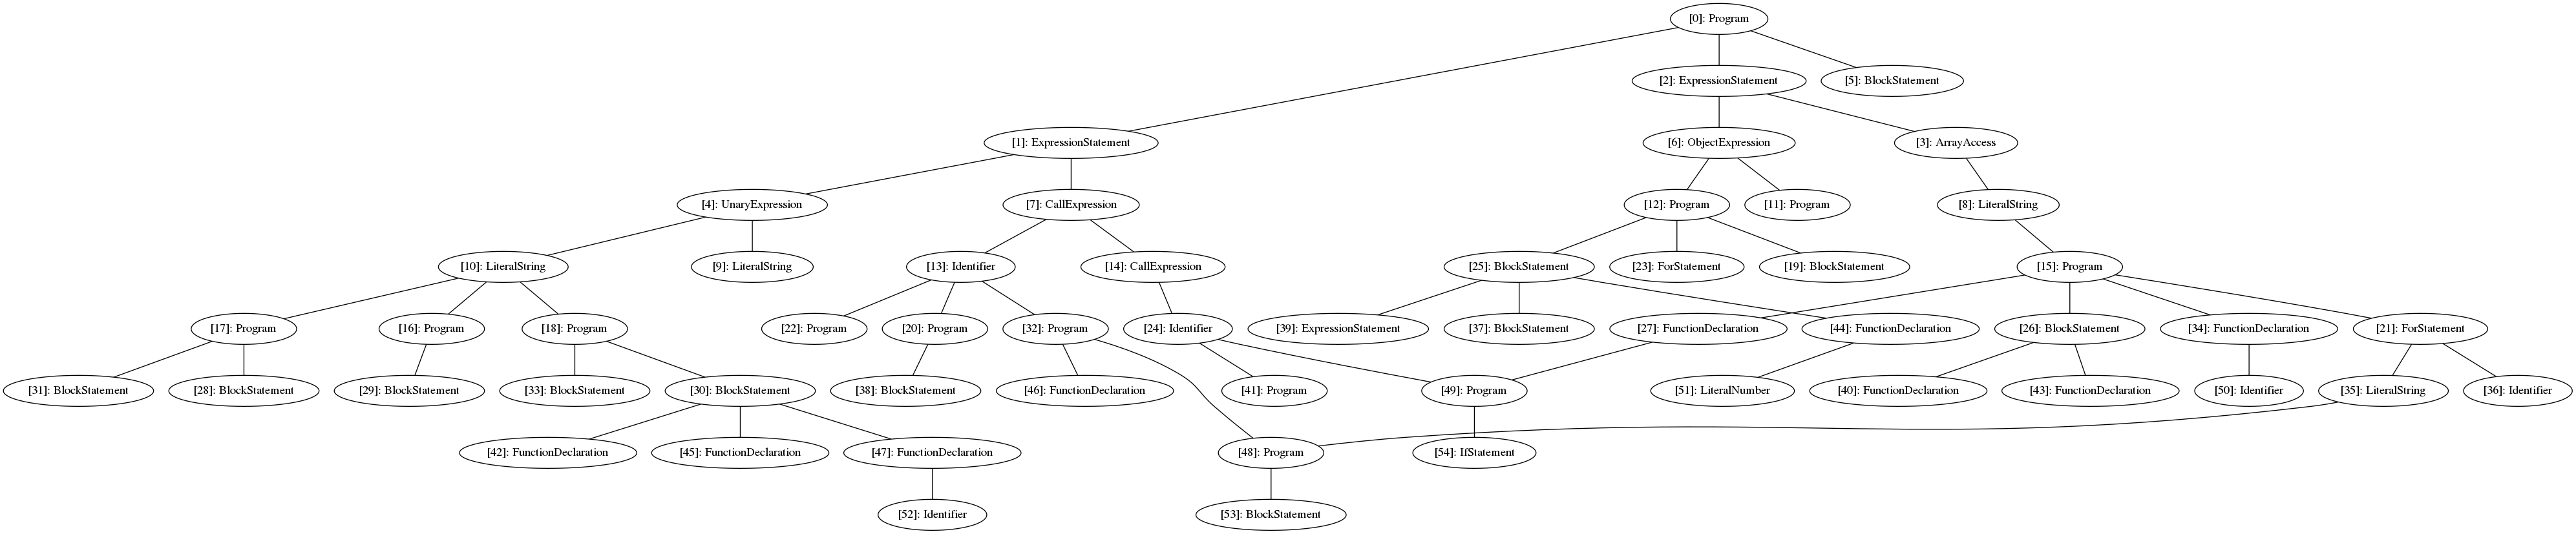 [0]: Program
[2]: ExpressionStatement
[5]: BlockStatement
[1]: ExpressionStatement
[6]: ObjectExpression
[3]: ArrayAccess
[4]: UnaryExpression
[7]: CallExpression
[12]: Program
[11]: Program
[8]: LiteralString
[10]: LiteralString
[9]: LiteralString
[13]: Identifier
[14]: CallExpression
[25]: BlockStatement
[23]: ForStatement
[19]: BlockStatement
[15]: Program
[17]: Program
[16]: Program
[18]: Program
[22]: Program
[20]: Program
[32]: Program
[24]: Identifier
[39]: ExpressionStatement
[37]: BlockStatement
[27]: FunctionDeclaration
[44]: FunctionDeclaration
[26]: BlockStatement
[34]: FunctionDeclaration
[21]: ForStatement
[31]: BlockStatement
[28]: BlockStatement
[29]: BlockStatement
[33]: BlockStatement
[30]: BlockStatement
[38]: BlockStatement
[46]: FunctionDeclaration
[41]: Program
[49]: Program
[51]: LiteralNumber
[40]: FunctionDeclaration
[43]: FunctionDeclaration
[50]: Identifier
[35]: LiteralString
[36]: Identifier
[42]: FunctionDeclaration
[45]: FunctionDeclaration
[47]: FunctionDeclaration
[48]: Program
[54]: IfStatement
[52]: Identifier
[53]: BlockStatement